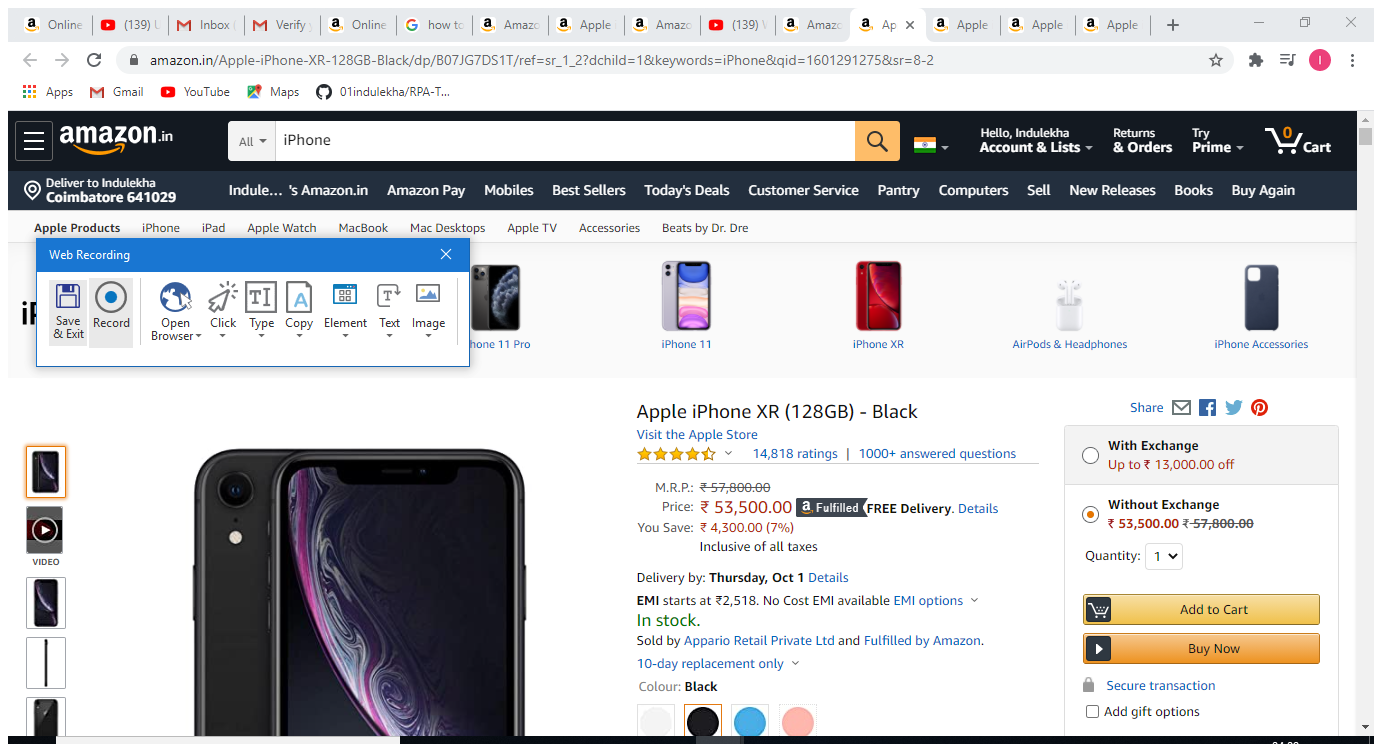 Online
(139) U
Inbox (
Verify y
Online
how to
Amazo
Apple
Amazo
(139) W
Amazo
Ap
Apple
Apple
Apple
amazon.in/Apple-iPhone-XR-128GB-Black/dp/B07JG7DS1T/ref=sr_1_2?dchild=1&keywords=iPhone&qid=1601291275&sr=8-2
I
Apps Gmail YouTube Maps 01indulekha/RPA-T...
amazon.in
All iPhone
Hello, Indulekha
Account & Lists
Returns
& Orders
Try
Prime
0
Cart
Deliver to Indulekha
Coimbatore 641029
Indule... 's Amazon.in Amazon Pay Mobiles Best Sellers Today's Deals Customer Service Pantry Computers Sell New Releases Books Buy Again
Apple Products iPhone iPad Apple Watch MacBook Mac Desktops Apple TV Accessories Beats by Dr. Dre
Web Recording
Save
& Exit
Record
Open
Browser
Click
Type
Copy
Element
Text
Image
iP
hone 11 Pro
iPhone 11
iPhone XR
AirPods & Headphones
iPhone Accessories
VIDEO
Apple iPhone XR (128GB) - Black
Visit the Apple Store
14,818 ratings | 1000+ answered questions
M.R.P.: ₹ 57,800.00
Price: ₹ 53,500.00 a Fulfilled FREE Delivery. Details
You Save: ₹ 4,300.00 (7%)
Inclusive of all taxes
Delivery by: Thursday, Oct 1 Details
EMI starts at ₹2,518. No Cost EMI available EMI options
In stock.
Sold by Appario Retail Private Ltd and Fulfilled by Amazon.
10-day replacement only
Colour: Black
Share
With Exchange
Up to ₹ 13,000.00 off
Without Exchange
₹ 53,500.00 ₹ 57,800.00
Quantity: 1
Add to Cart
Buy Now
Secure transaction
Add gift options